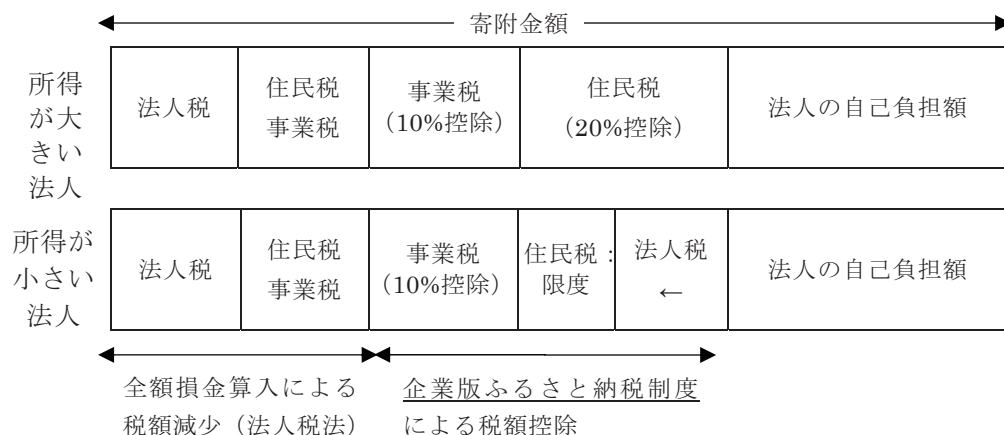 寄附金額
所得
が大
きい
法人
法人税
住民税
事業税
事業税
(10%控除)
住民税
(20%控除)
法人の自己負担額
所得が
小さい
法人
法人税
住民税
事業税
事業税
(10%控除)
住民税：
限度
法人税
←
法人の自己負担額
全額損金算入による
税額減少（法人税法）
企業版ふるさと納税制度
による税額控除